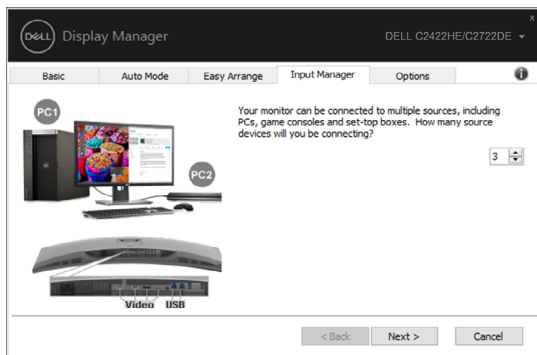 DELL Display Manager
DELL C2422HE/C2722DE
x
Basic
Auto Mode
Easy Arrange
Input Manager
Options
i
PC1
PC2
Your monitor can be connected to multiple sources, including
PCs, game consoles and set-top boxes. How many source
devices will you be connecting?
3
Video USB
< Back
Next >
Cancel